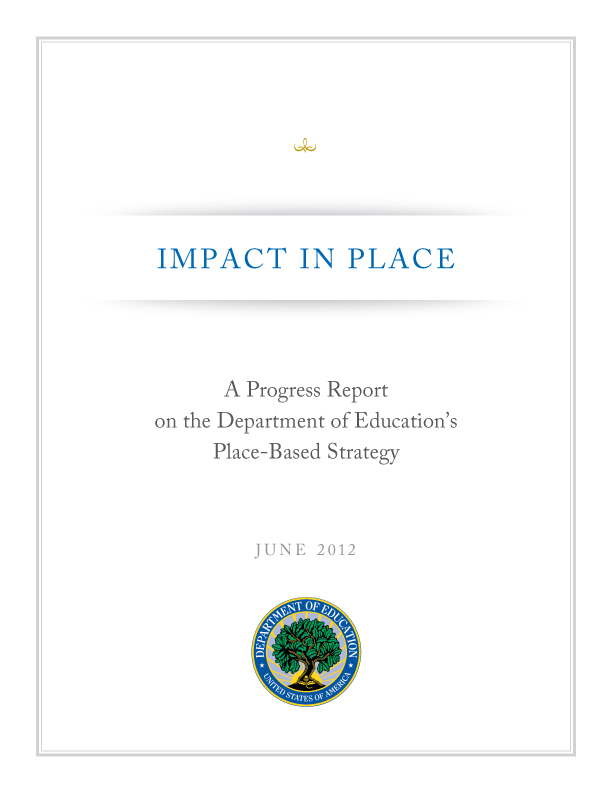 IMPACT IN PLACE
A Progress Report
on the Department of Education’s
Place-Based Strategy
JUNE 2012
DEPARTMENT OF EDUCATION
UNITED STATES OF AMERICA